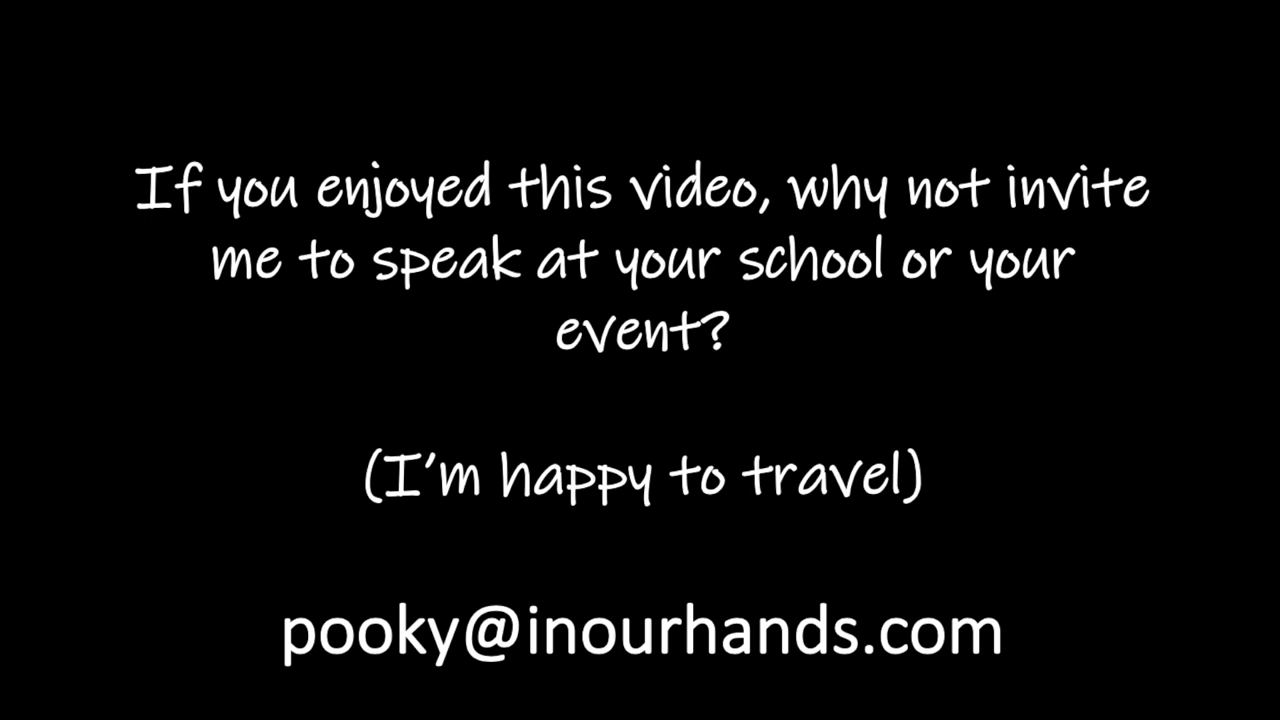 If you enjoyed this video, why not invite
me to speak at your school or your
event?
(I’m happy to travel)
pooky@inourhands.com